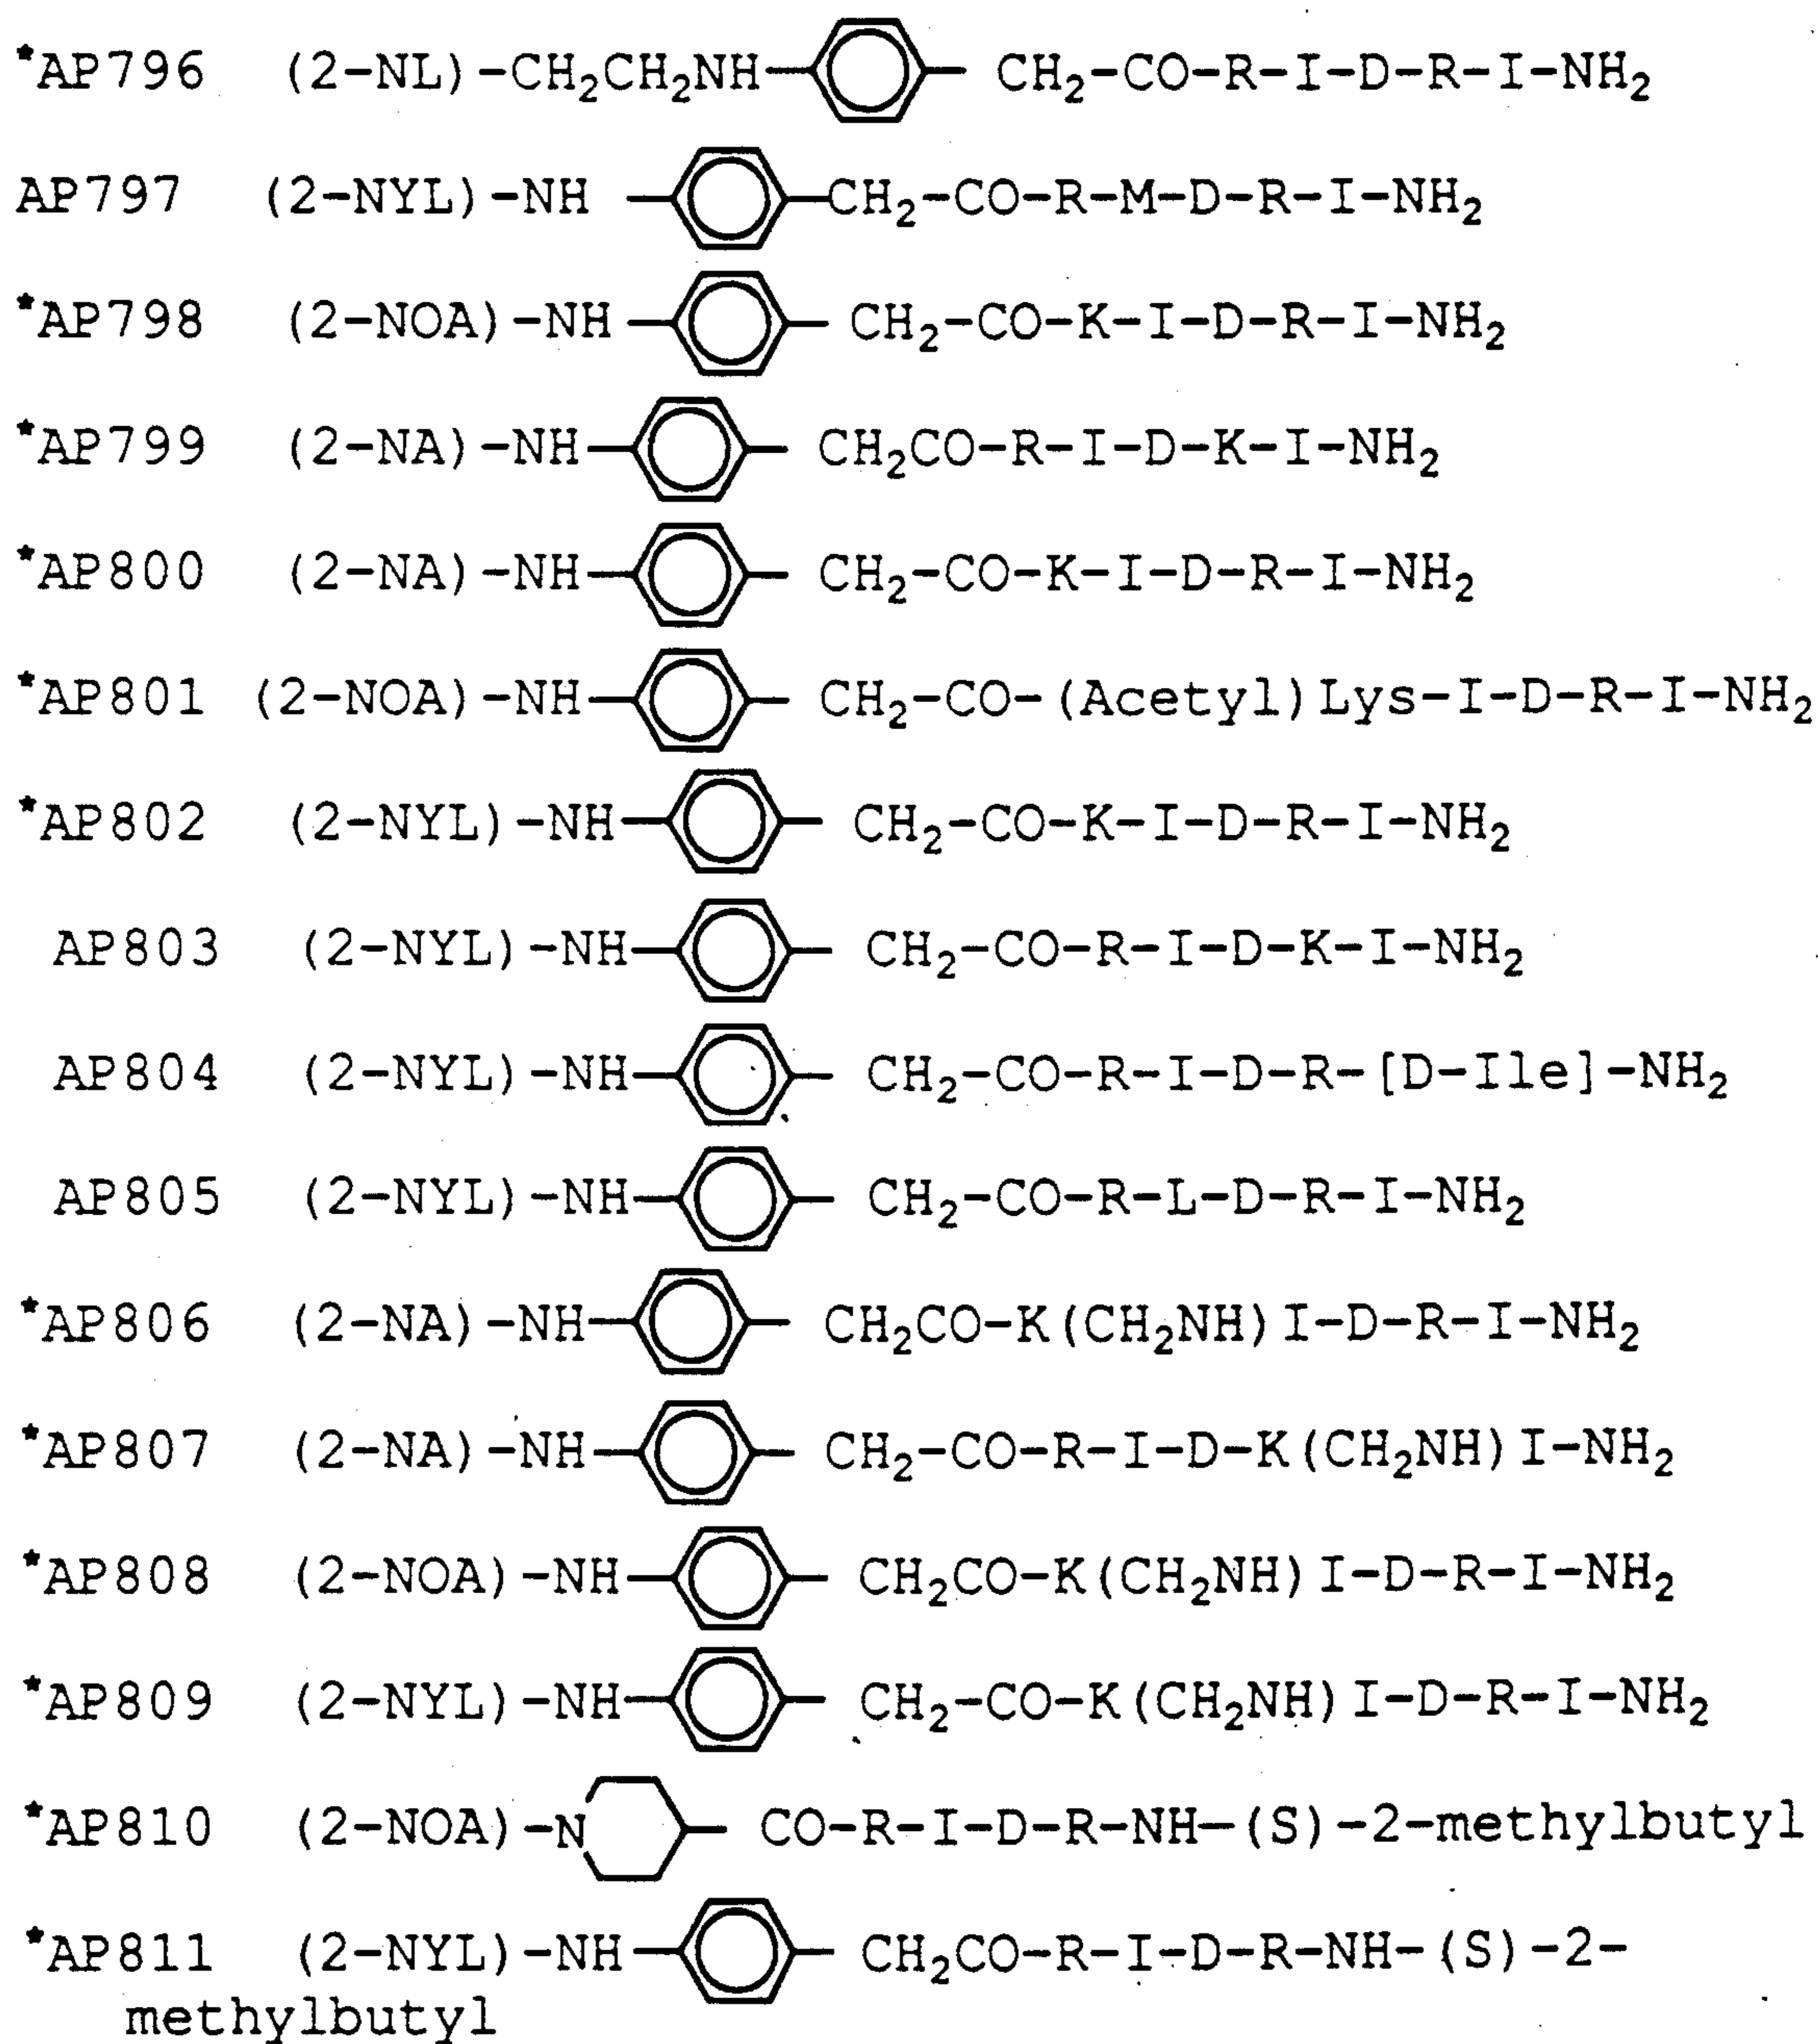 *AP796 (2-NL)-CH₂CH₂NH CH₂-CO-R-I-D-R-I-NH₂
AP797 (2-NYL)-NH CH₂-CO-R-M-D-R-I-NH₂
*AP798 (2-NOA)-NH CH₂-CO-K-I-D-R-I-NH₂
*AP799 (2-NA)-NH CH₂CO-R-I-D-K-I-NH₂
*AP800 (2-NA)-NH CH₂-CO-K-I-D-R-I-NH₂
*AP801 (2-NOA)-NH CH₂-CO-(Acetyl)Lys-I-D-R-I-NH₂
*AP802 (2-NYL)-NH CH₂-CO-K-I-D-R-I-NH₂
AP803 (2-NYL)-NH CH₂-CO-R-I-D-K-I-NH₂
AP804 (2-NYL)-NH CH₂-CO-R-I-D-R-[D-Ile]-NH₂
AP805 (2-NYL)-NH CH₂-CO-R-L-D-R-I-NH₂
*AP806 (2-NA)-NH CH₂CO-K(CH₂NH)I-D-R-I-NH₂
*AP807 (2-NA)-NH CH₂-CO-R-I-D-K(CH₂NH)I-NH₂
*AP808 (2-NOA)-NH CH₂CO-K(CH₂NH)I-D-R-I-NH₂
*AP809 (2-NYL)-NH CH₂-CO-K(CH₂NH)I-D-R-I-NH₂
*AP810 (2-NOA)-N CO-R-I-D-R-NH-(S)-2-methylbutyl
*AP811 (2-NYL)-NH CH₂CO-R-I-D-R-NH-(S)-2-
methylbutyl